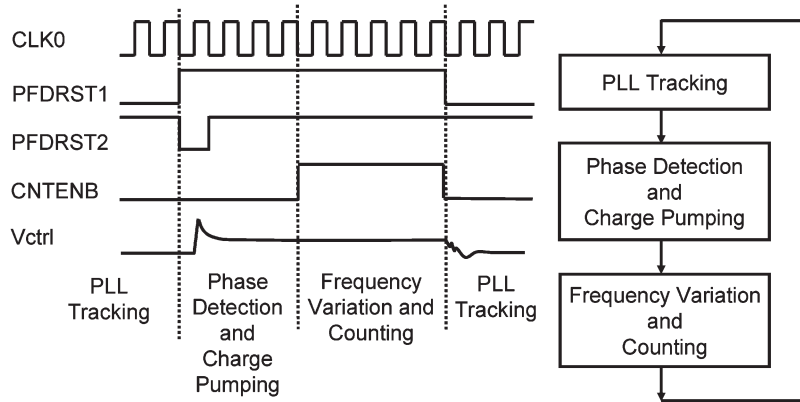 CLK0
PFDRST1
PFDRST2
CNTENB
Vctrl
PLL
Tracking
Phase
Detection
and
Charge
Pumping
Frequency
Variation and
Counting
PLL
Tracking
PLL Tracking
Phase Detection
and
Charge Pumping
Frequency Variation
and
Counting